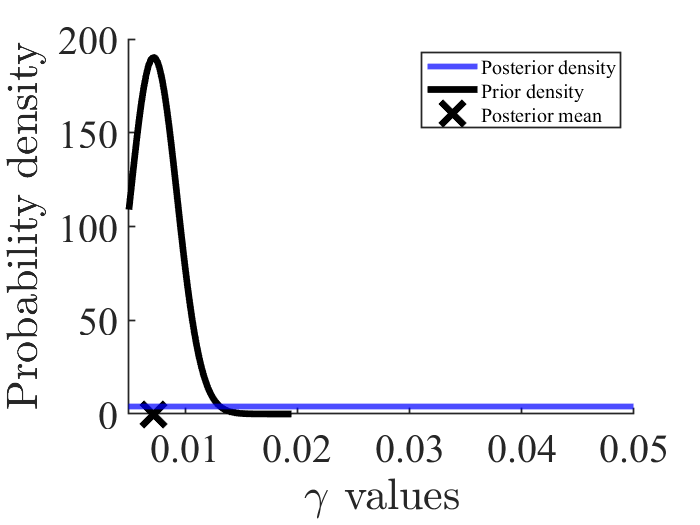 200
150
100
50
0
Probability density
Posterior density
Prior density
Posterior mean
0.01 0.02 0.03 0.04 0.05
γ values